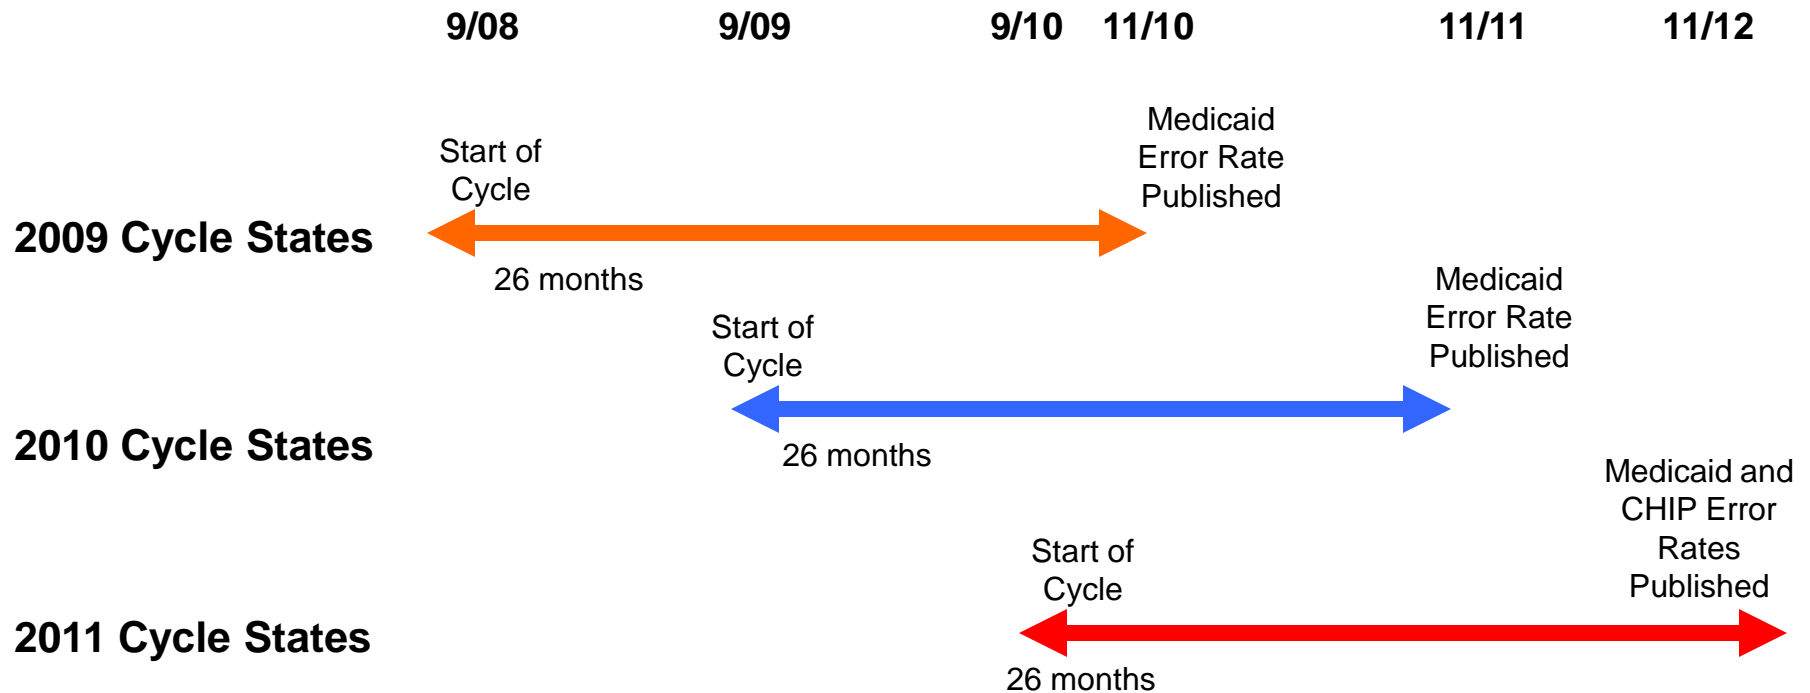 9/08 9/09 9/10 11/10 11/11 11/12
Start of
Cycle
Medicaid
Error Rate
Published
2009 Cycle States
26 months
Start of
Cycle
Medicaid
Error Rate
Published
2010 Cycle States
26 months
Start of
Cycle
Medicaid and
CHIP Error
Rates
Published
2011 Cycle States
26 months